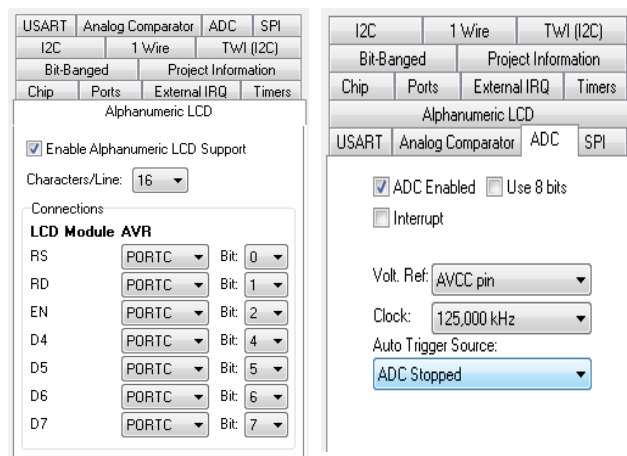 USART Analog Comparator ADC SPI
I2C 1 Wire TWI (I2C)
Bit-Banged Project Information
Chip Ports External IRQ Timers
Alphanumeric LCD
Enable Alphanumeric LCD Support
Characters/Line: 16
Connections
LCD Module AVR
RS PORTC Bit: 0
RD PORTC Bit: 1
EN PORTC Bit: 2
D4 PORTC Bit: 4
D5 PORTC Bit: 5
D6 PORTC Bit: 6
D7 PORTC Bit: 7
I2C 1 Wire TWI (I2C)
Bit-Banged Project Information
Chip Ports External IRQ Timers
Alphanumeric LCD
USART Analog Comparator ADC SPI
ADC Enabled Use 8 bits
Interrupt
Volt. Ref: AVCC pin
Clock: 125,000 kHz
Auto Trigger Source:
ADC Stopped